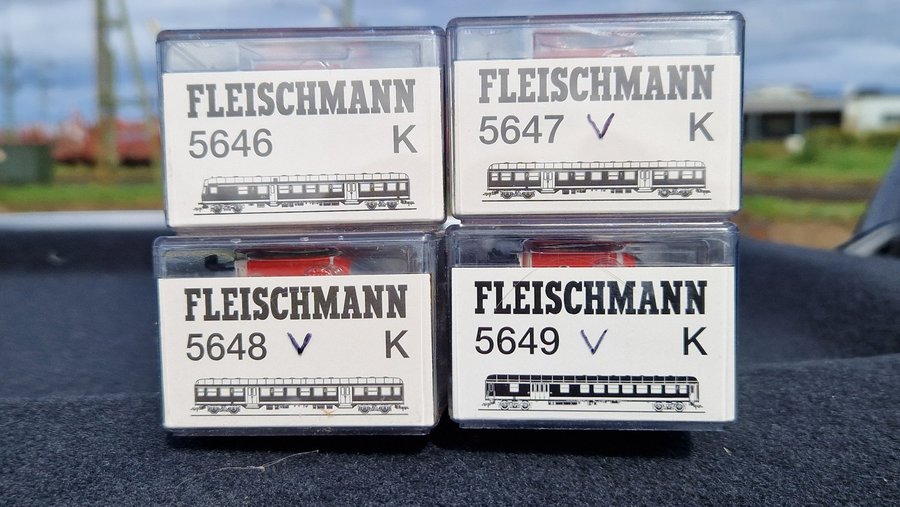 FLEISCHMANN
5646 K
FLEISCHMANN
5647 V K
FLEISCHMANN
5648 V K
FLEISCHMANN
5649 V K